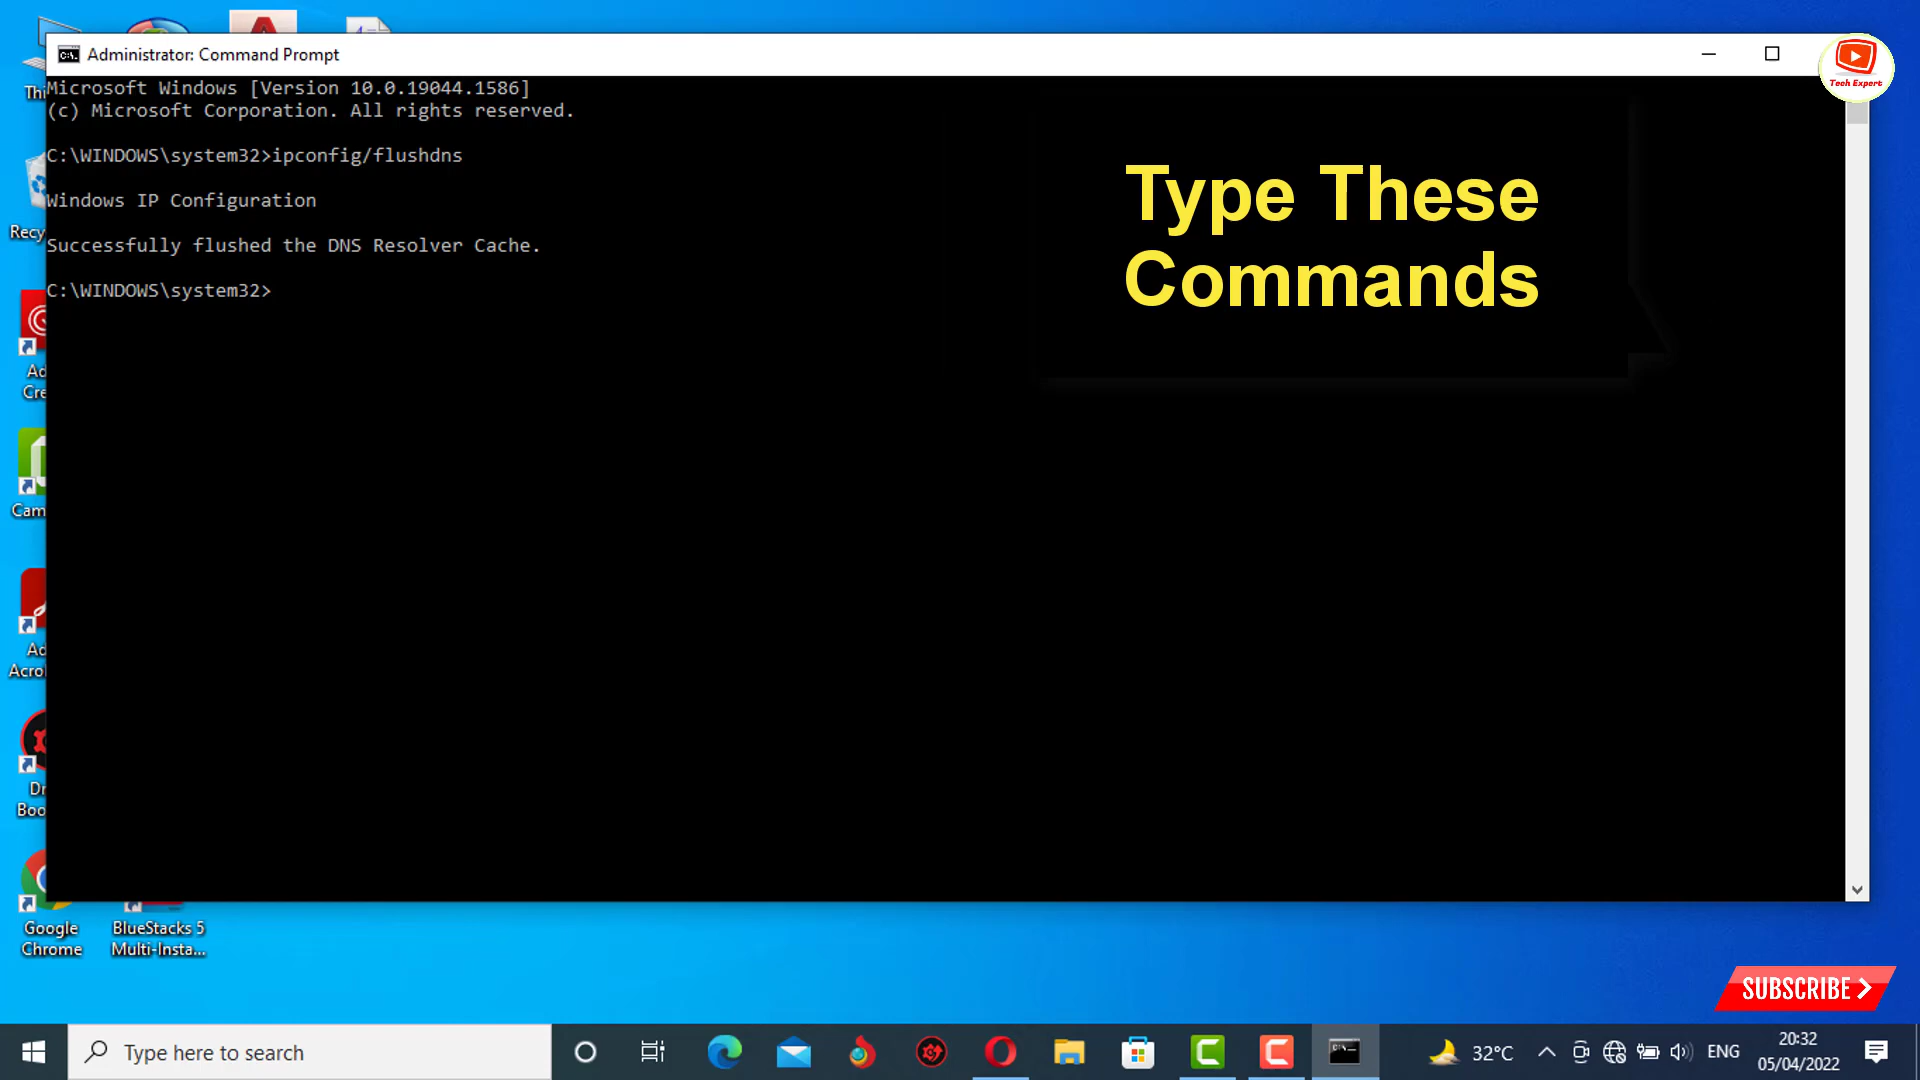 Administrator: Command Prompt
Tech Expert
Microsoft Windows [Version 10.0.19044.1586]
(c) Microsoft Corporation. All rights reserved.
C:\WINDOWS\system32>ipconfig/flushdns
Windows IP Configuration
Successfully flushed the DNS Resolver Cache.
C:\WINDOWS\system32>
Type These
Commands
Google
Chrome
BlueStacks 5
Multi-Insta...
SUBSCRIBE
Type here to search
32°C
ENG
20:32
05/04/2022